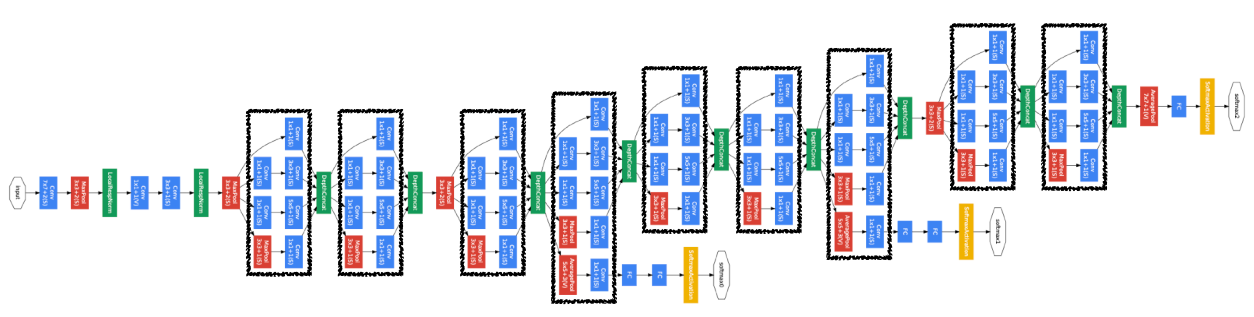 input
Conv
7x7+2(S)
MaxPool
3x3+2(S)
LocalRespNorm
Conv
1x1+1(V)
Conv
3x3+1(S)
LocalRespNorm
MaxPool
3x3+2(S)
Conv
1x1+1(S)
Conv
1x1+1(S)
MaxPool
3x3+1(S)
Conv
1x1+1(S)
Conv
3x3+1(S)
Conv
5x5+1(S)
Conv
1x1+1(S)
DepthConcat
Conv
1x1+1(S)
Conv
1x1+1(S)
MaxPool
3x3+1(S)
Conv
1x1+1(S)
Conv
3x3+1(S)
Conv
5x5+1(S)
Conv
1x1+1(S)
DepthConcat
MaxPool
3x3+2(S)
Conv
1x1+1(S)
Conv
1x1+1(S)
MaxPool
3x3+1(S)
Conv
1x1+1(S)
Conv
3x3+1(S)
Conv
5x5+1(S)
Conv
1x1+1(S)
DepthConcat
Conv
1x1+1(S)
Conv
1x1+1(S)
MaxPool
3x3+1(S)
AveragePool
5x5+3(V)
Conv
1x1+1(S)
Conv
3x3+1(S)
Conv
5x5+1(S)
Conv
1x1+1(S)
Conv
1x1+1(S)
DepthConcat
FC
FC
SoftmaxActivation
softmax0
Conv
1x1+1(S)
Conv
1x1+1(S)
MaxPool
3x3+1(S)
Conv
1x1+1(S)
Conv
3x3+1(S)
Conv
5x5+1(S)
Conv
1x1+1(S)
DepthConcat
Conv
1x1+1(S)
Conv
1x1+1(S)
MaxPool
3x3+1(S)
Conv
1x1+1(S)
Conv
3x3+1(S)
Conv
5x5+1(S)
Conv
1x1+1(S)
DepthConcat
Conv
1x1+1(S)
Conv
1x1+1(S)
MaxPool
3x3+1(S)
AveragePool
5x5+3(V)
Conv
1x1+1(S)
Conv
3x3+1(S)
Conv
5x5+1(S)
Conv
1x1+1(S)
Conv
1x1+1(S)
DepthConcat
FC
FC
SoftmaxActivation
softmax1
MaxPool
3x3+2(S)
Conv
1x1+1(S)
Conv
1x1+1(S)
MaxPool
3x3+1(S)
Conv
1x1+1(S)
Conv
3x3+1(S)
Conv
5x5+1(S)
Conv
1x1+1(S)
DepthConcat
Conv
1x1+1(S)
Conv
1x1+1(S)
MaxPool
3x3+1(S)
Conv
1x1+1(S)
Conv
3x3+1(S)
Conv
5x5+1(S)
Conv
1x1+1(S)
DepthConcat
AveragePool
7x7+1(V)
FC
SoftmaxActivation
softmax2